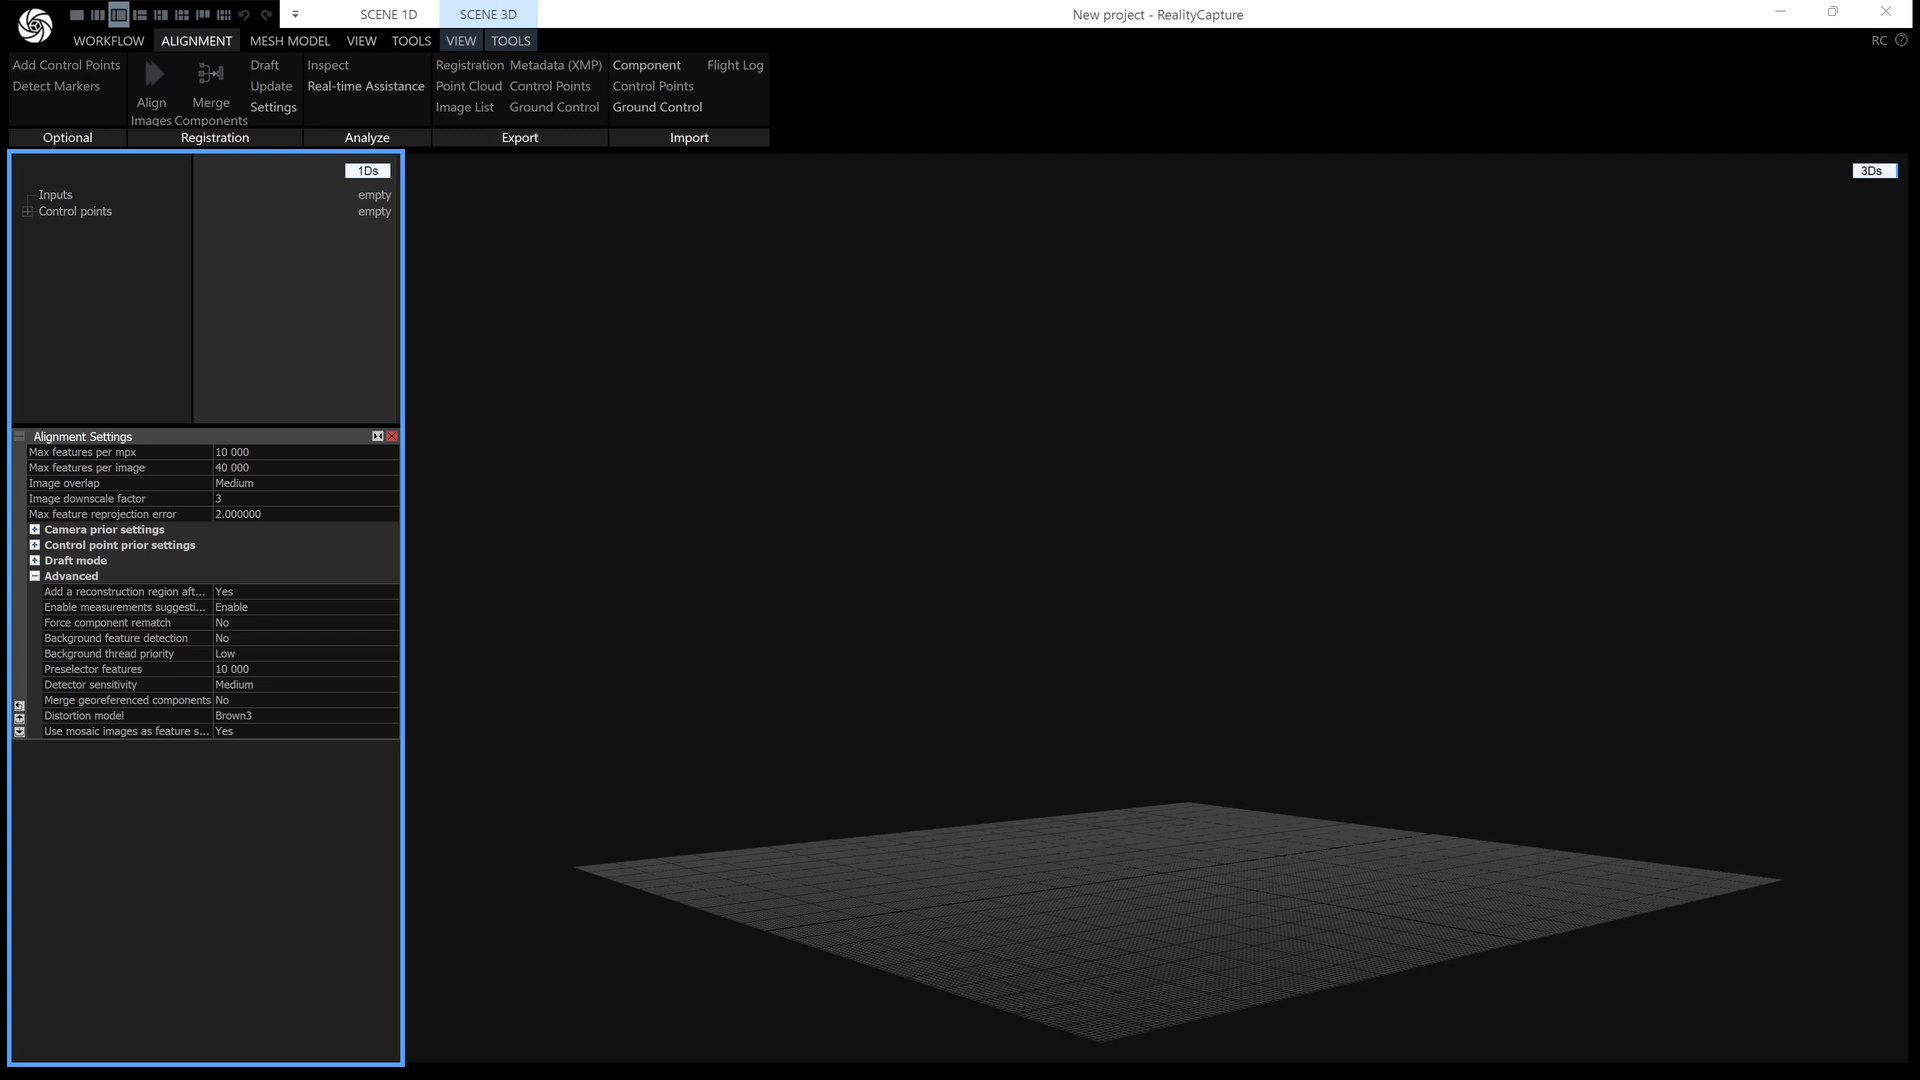 SCENE 1D SCENE 3D New project - RealityCapture
WORKFLOW ALIGNMENT MESH MODEL VIEW TOOLS VIEW TOOLS RC
Add Control Points
Detect Markers
Optional
Align Images
Merge Components
Draft
Update
Settings
Registration
Inspect
Real-time Assistance
Analyze
Registration Metadata (XMP)
Point Cloud Control Points
Image List Ground Control
Export
Component Flight Log
Control Points
Ground Control
Import
1Ds
Inputs empty
Control points empty
3Ds
Alignment Settings
Max features per mpx 10 000
Max features per image 40 000
Image overlap Medium
Image downscale factor 3
Max feature reprojection error 2.000000
Camera prior settings
Control point prior settings
Draft mode
Advanced
Add a reconstruction region aft... Yes
Enable measurements suggesti... Enable
Force component rematch No
Background feature detection No
Background thread priority Low
Preselector features 10 000
Detector sensitivity Medium
Merge georeferenced components No
Distortion model Brown3
Use mosaic images as feature s... Yes